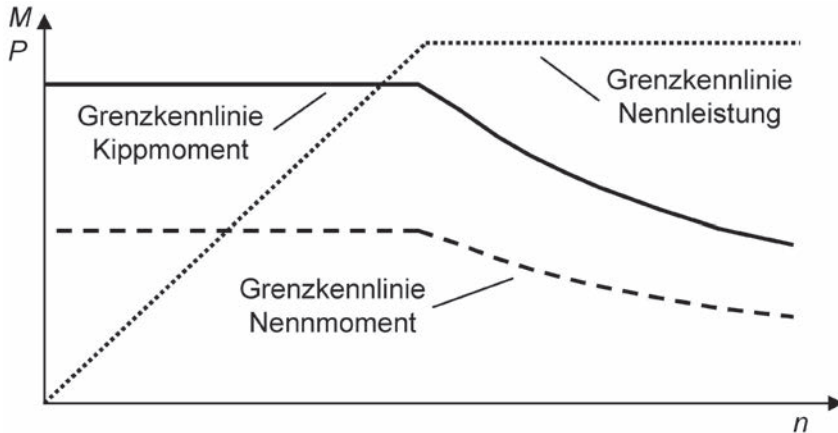 M
P
Grenzkennlinie
Kippmoment
Grenzkennlinie
Nennleistung
Grenzkennlinie
Nennmoment
n